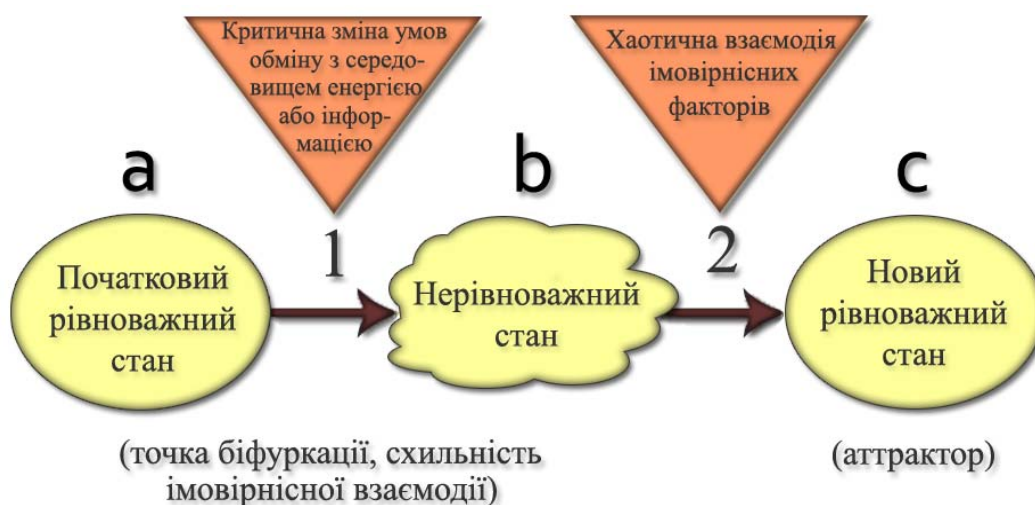 Критична зміна умов
обміну з середо-
вищем енергією
або інфор-
мацією
Хаотична взаємодія
імовірнісних
факторів
a
b
c
1
2
Початковий
рівноважний
стан
Нерівноважний
стан
Новий
рівноважний
стан
(точка біфуркації, схильність
імовірнісної взаємодії)
(аттрактор)